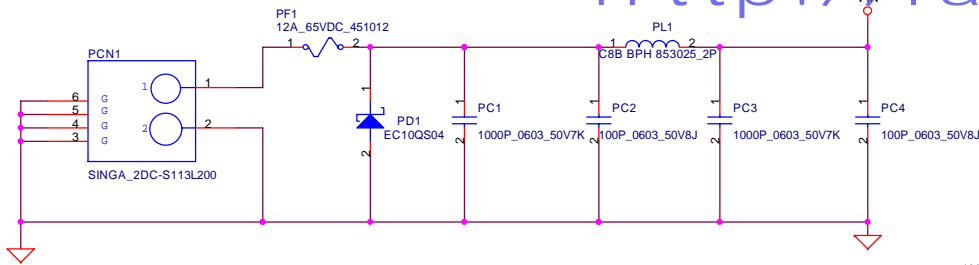 PF1
12A_65VDC_451012
1 2
PCN1
1
2
6 G
5 G
4 G
3 G
1
2
SINGA_2DC-S113L200
1
PD1
EC10QS04
2
1
PC1
1000P_0603_50V7K
2
PL1
1 2
C8B BPH 853025_2P
1
PC2
100P_0603_50V8J
2
1
PC3
1000P_0603_50V7K
2
1
PC4
100P_0603_50V8J
2